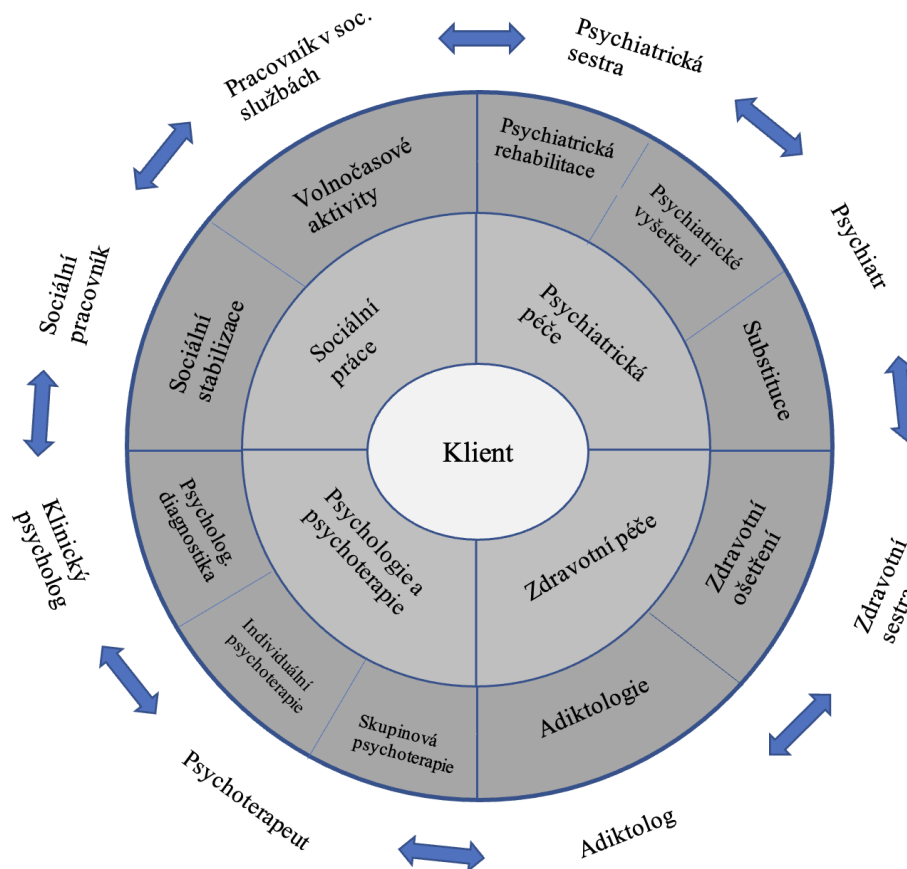 Pracovník v soc.
službách
Psychiatrická
sestra
Psychiatr
Zdravotní
sestra
Adiktolog
Psychoterapeut
Klinický
psycholog
Sociální
pracovník
Volnočasové
aktivity
Psychiatrická
rehabilitace
Psychiatrické
vyšetření
Substituce
Zdravotní
ošetření
Adiktologie
Skupinová
psychoterapie
Individuální
psychoterapie
Psycholog.
diagnostika
Sociální
stabilizace
Sociální
práce
Psychiatrická
péče
Zdravotní péče
Psychologie a
psychoterapie
Klient